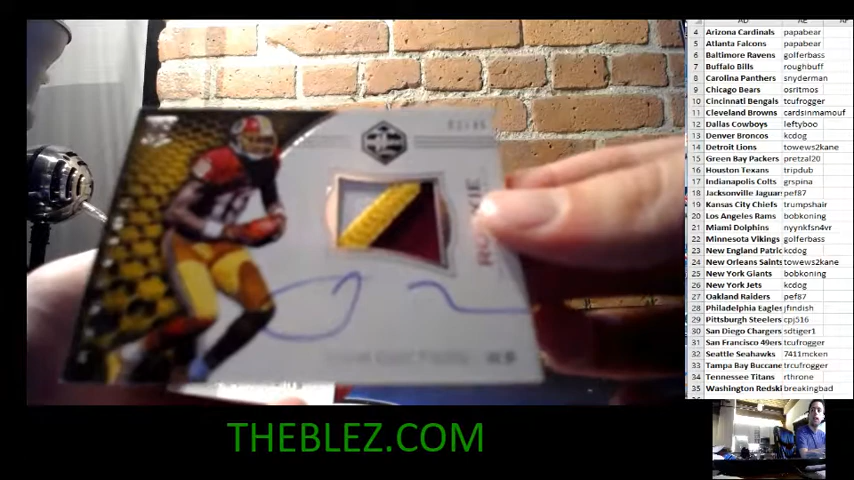 ROOKIE
THEBLEZ.COM
AD AE AF
4 Arizona Cardinals papabear
5 Atlanta Falcons papabear
6 Baltimore Ravens golferbass
7 Buffalo Bills roughbuff
8 Carolina Panthers snyderman
9 Chicago Bears osritmos
10 Cincinnati Bengals tcufrogger
11 Cleveland Browns cardsinmamouf
12 Dallas Cowboys leftyboo
13 Denver Broncos kcdog
14 Detroit Lions towews2kane
15 Green Bay Packers pretzal20
16 Houston Texans tripdub
17 Indianapolis Colts grspina
18 Jacksonville Jaguar pef87
19 Kansas City Chiefs trumpshair
20 Los Angeles Rams bobkoning
21 Miami Dolphins nyynkfsn4vr
22 Minnesota Vikings golferbass
23 New England Patric kcdog
24 New Orleans Saints towews2kane
25 New York Giants bobkoning
26 New York Jets kcdog
27 Oakland Raiders pef87
28 Philadelphia Eagles jfindish
29 Pittsburgh Steelers cpj516
30 San Diego Chargers sdtiger1
31 San Francisco 49ers tcufrogger
32 Seattle Seahawks 7411mcken
33 Tampa Bay Buccane trcufrogger
34 Tennessee Titans rthrone
35 Washington Redski breakingbad